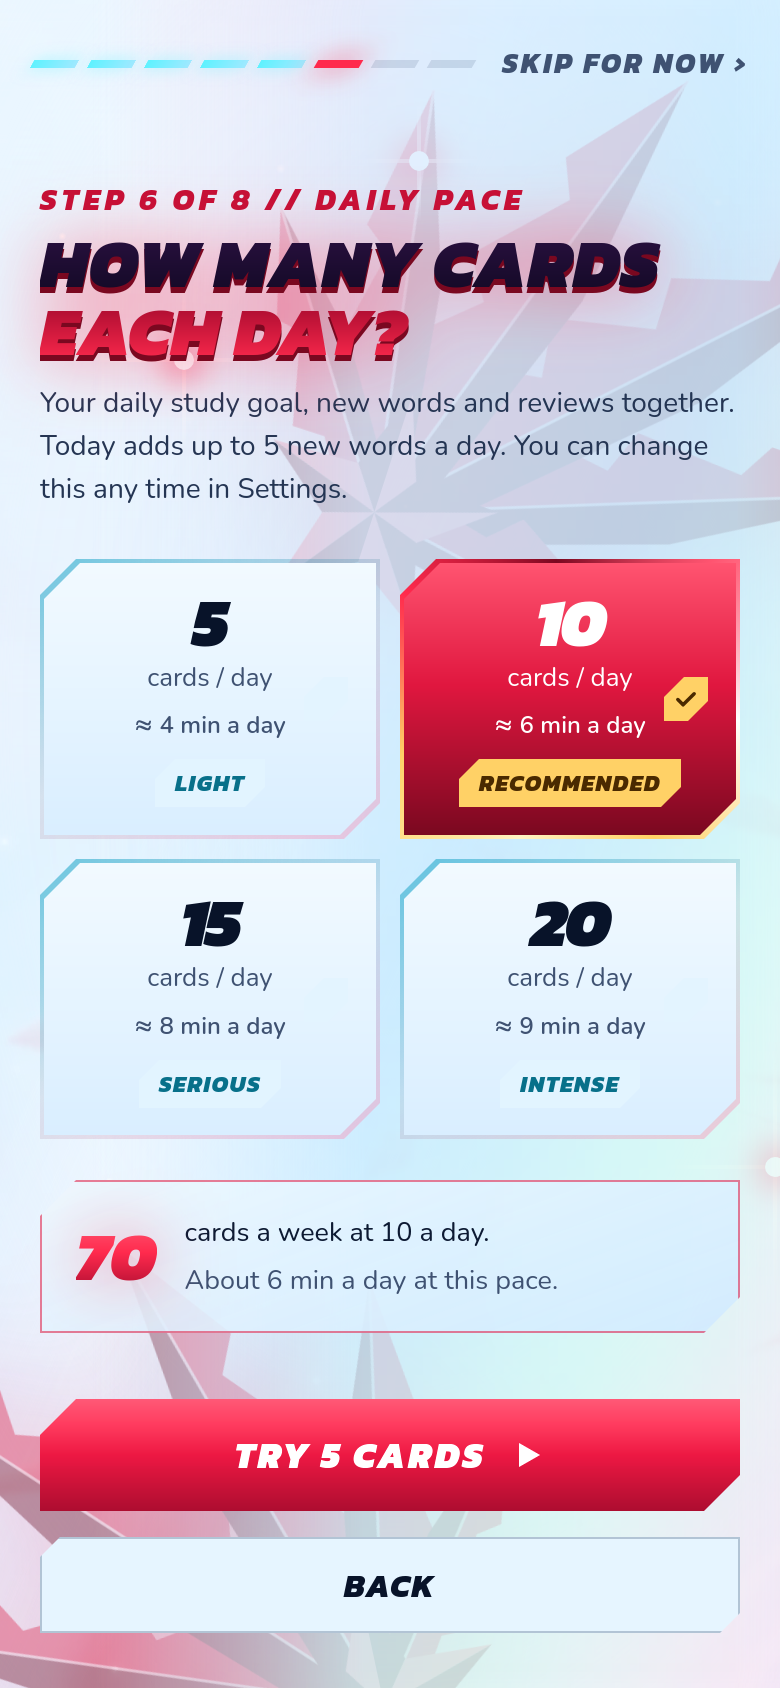 SKIP FOR NOW >
STEP 6 OF 8 // DAILY PACE
HOW MANY CARDS
EACH DAY?
Your daily study goal, new words and reviews together.
Today adds up to 5 new words a day. You can change
this any time in Settings.
5
cards / day
≈ 4 min a day
LIGHT
10
cards / day
≈ 6 min a day
RECOMMENDED
15
cards / day
≈ 8 min a day
SERIOUS
20
cards / day
≈ 9 min a day
INTENSE
70
cards a week at 10 a day.
About 6 min a day at this pace.
TRY 5 CARDS
BACK